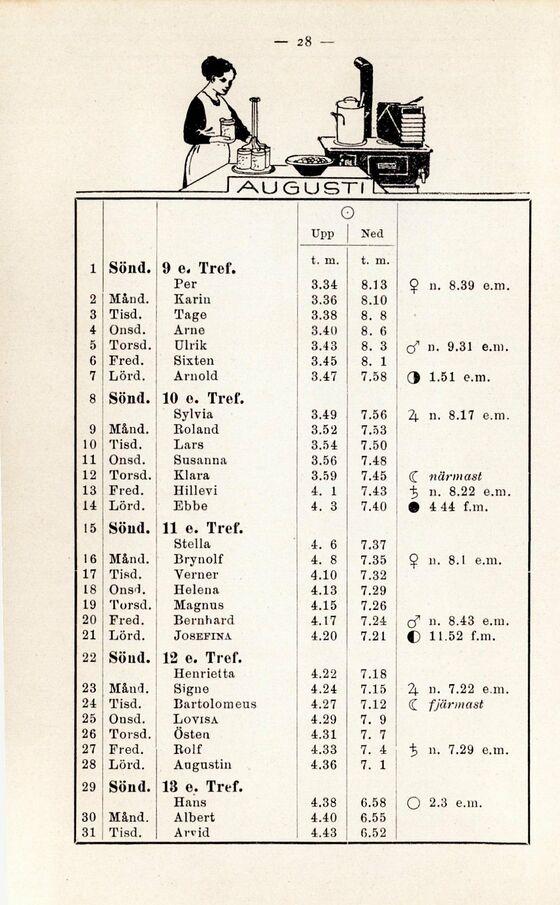 — 28 —
AUGUSTI
☉
Upp Ned
t. m. t. m.
1 Sönd. 9 e. Tref.
Per 3.34 8.13 ♀ n. 8.39 e.m.
2 Månd. Karin 3.36 8.10
3 Tisd. Tage 3.38 8. 8
4 Onsd. Arne 3.40 8. 6
5 Torsd. Ulrik 3.43 8. 3 ♂ n. 9.31 e.m.
6 Fred. Sixten 3.45 8. 1
7 Lörd. Arnold 3.47 7.58 ◑ 1.51 e.m.
8 Sönd. 10 e. Tref.
Sylvia 3.49 7.56 ♃ n. 8.17 e.m.
9 Månd. Roland 3.52 7.53
10 Tisd. Lars 3.54 7.50
11 Onsd. Susanna 3.56 7.48
12 Torsd. Klara 3.59 7.45 ☾ närmast
13 Fred. Hillevi 4. 1 7.43 ♄ n. 8.22 e.m.
14 Lörd. Ebbe 4. 3 7.40 ● 4 44 f.m.
15 Sönd. 11 e. Tref.
Stella 4. 6 7.37
16 Månd. Brynolf 4. 8 7.35 ♀ n. 8.1 e.m.
17 Tisd. Verner 4.10 7.32
18 Onsd. Helena 4.13 7.29
19 Torsd. Magnus 4.15 7.26
20 Fred. Bernhard 4.17 7.24 ♂ n. 8.43 e.m.
21 Lörd. JOSEFINA 4.20 7.21 ◐ 11.52 f.m.
22 Sönd. 12 e. Tref.
Henrietta 4.22 7.18
23 Månd. Signe 4.24 7.15 ♃ n. 7.22 e.m.
24 Tisd. Bartolomeus 4.27 7.12 ☾ fjärmast
25 Onsd. LOVISA 4.29 7. 9
26 Torsd. Östen 4.31 7. 7
27 Fred. Rolf 4.33 7. 4 ♄ n. 7.29 e.m.
28 Lörd. Augustin 4.36 7. 1
29 Sönd. 13 e. Tref.
Hans 4.38 6.58 ○ 2.3 e.m.
30 Månd. Albert 4.40 6.55
31 Tisd. Arvid 4.43 6.52